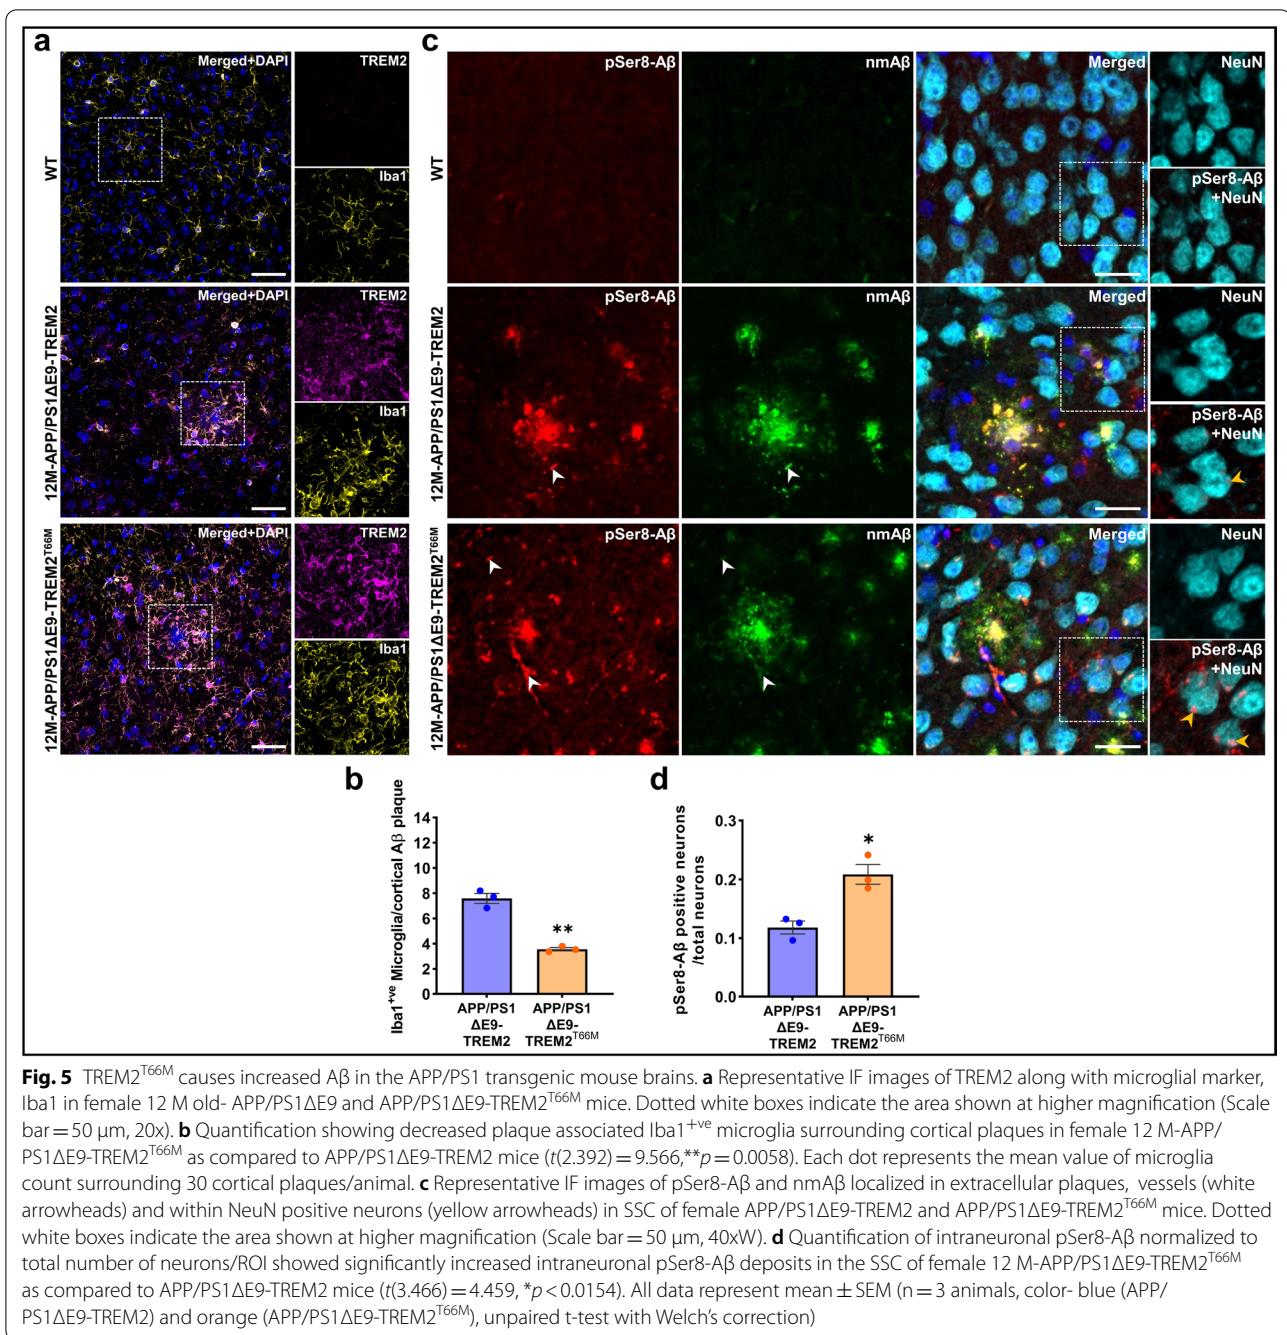 a
Merged+DAPI
TREM2
Iba1
WT
Merged+DAPI
TREM2
Iba1
12M-APP/PS1ΔE9-TREM2
Merged+DAPI
TREM2
Iba1
12M-APP/PS1ΔE9-TREM2T66M
c
pSer8-Aβ
nmAβ
Merged
NeuN
pSer8-Aβ
+NeuN
WT
pSer8-Aβ
nmAβ
Merged
NeuN
pSer8-Aβ
+NeuN
12M-APP/PS1ΔE9-TREM2
pSer8-Aβ
nmAβ
Merged
NeuN
pSer8-Aβ
+NeuN
12M-APP/PS1ΔE9-TREM2T66M
b
Iba1+ve Microglia/cortical Aβ plaque
14
12
10
8
6
4
2
0
**
APP/PS1
ΔE9-
TREM2
APP/PS1
ΔE9-
TREM2T66M
d
pSer8-Aβ positive neurons
/total neurons
0.3
0.2
0.1
0.0
*
APP/PS1
ΔE9-
TREM2
APP/PS1
ΔE9-
TREM2T66M
Fig. 5 TREM2T66M causes increased Aβ in the APP/PS1 transgenic mouse brains. a Representative IF images of TREM2 along with microglial marker,
Iba1 in female 12 M old- APP/PS1ΔE9 and APP/PS1ΔE9-TREM2T66M mice. Dotted white boxes indicate the area shown at higher magnification (Scale
bar = 50 μm, 20x). b Quantification showing decreased plaque associated Iba1+ve microglia surrounding cortical plaques in female 12 M-APP/
PS1ΔE9-TREM2T66M as compared to APP/PS1ΔE9-TREM2 mice (t(2.392) = 9.566,**p = 0.0058). Each dot represents the mean value of microglia
count surrounding 30 cortical plaques/animal. c Representative IF images of pSer8-Aβ and nmAβ localized in extracellular plaques, vessels (white
arrowheads) and within NeuN positive neurons (yellow arrowheads) in SSC of female APP/PS1ΔE9-TREM2 and APP/PS1ΔE9-TREM2T66M mice. Dotted
white boxes indicate the area shown at higher magnification (Scale bar = 50 μm, 40xW). d Quantification of intraneuronal pSer8-Aβ normalized to
total number of neurons/ROI showed significantly increased intraneuronal pSer8-Aβ deposits in the SSC of female 12 M-APP/PS1ΔE9-TREM2T66M
as compared to APP/PS1ΔE9-TREM2 mice (t(3.466) = 4.459, *p < 0.0154). All data represent mean ± SEM (n = 3 animals, color- blue (APP/
PS1ΔE9-TREM2) and orange (APP/PS1ΔE9-TREM2T66M), unpaired t-test with Welch's correction)